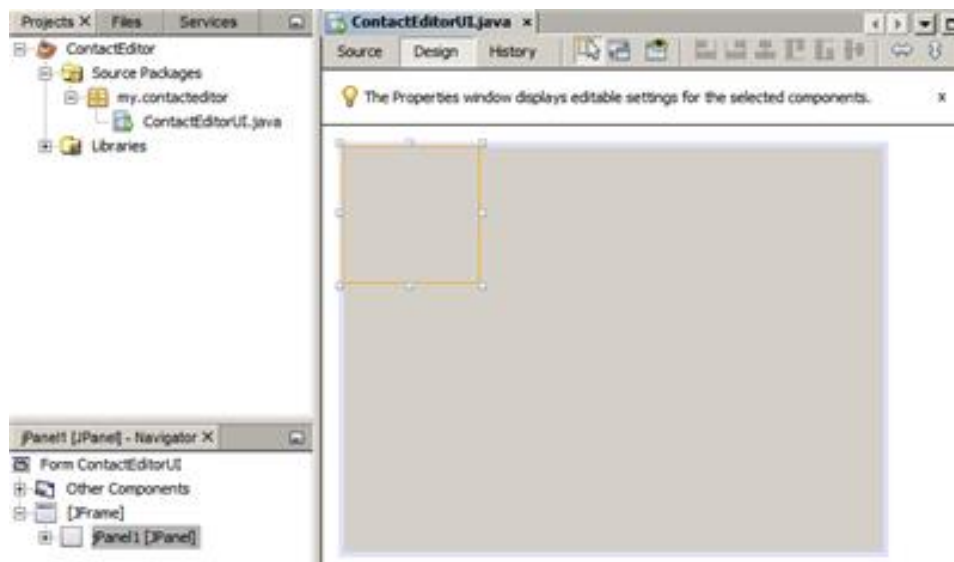 Projects X Files Services
ContactEditor
Source Packages
my.contacteditor
ContactEditorUI.java
Libraries
jPanel1 [JPanel] - Navigator X
Form ContactEditorUI
Other Components
[JFrame]
jPanel1 [JPanel]
ContactEditorUI.java x
Source Design History
The Properties window displays editable settings for the selected components. x